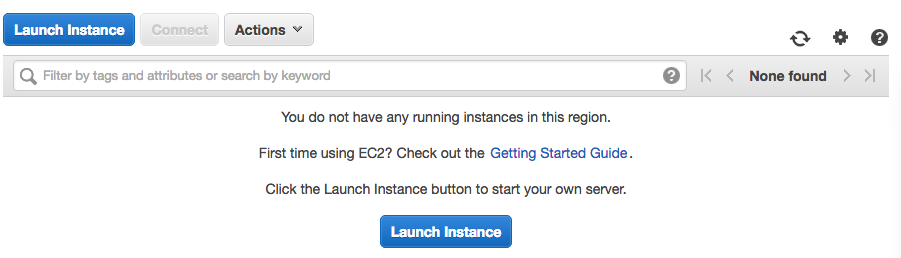 Launch Instance Connect Actions
Filter by tags and attributes or search by keyword ? None found
You do not have any running instances in this region.
First time using EC2? Check out the Getting Started Guide.
Click the Launch Instance button to start your own server.
Launch Instance